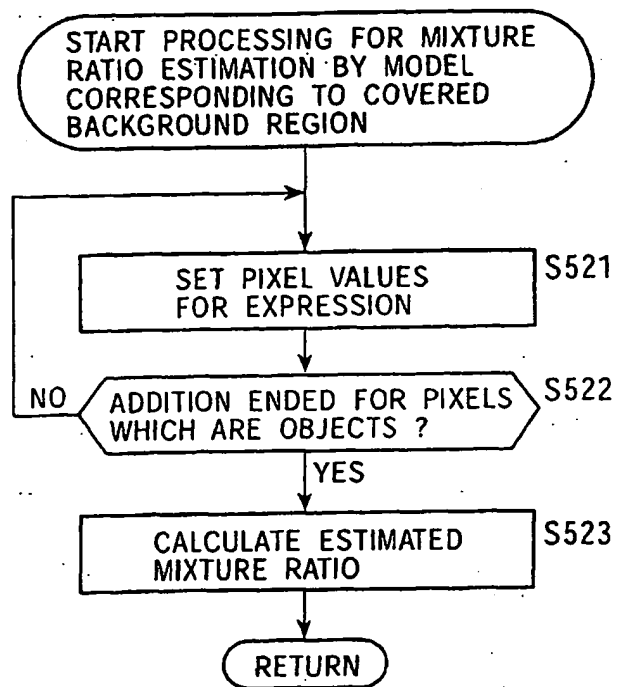 START PROCESSING FOR MIXTURE
RATIO ESTIMATION BY MODEL
CORRESPONDING TO COVERED
BACKGROUND REGION
SET PIXEL VALUES
FOR EXPRESSION
S521
NO
ADDITION ENDED FOR PIXELS
WHICH ARE OBJECTS ?
S522
YES
CALCULATE ESTIMATED
MIXTURE RATIO
S523
RETURN